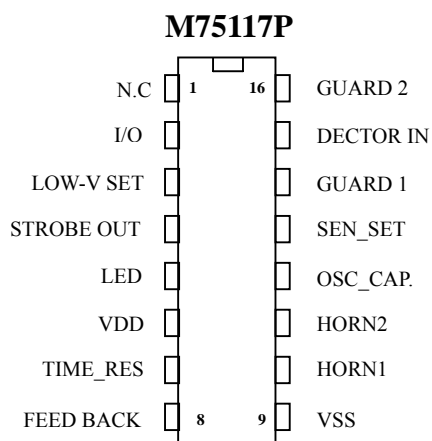 M75117P
N.C 1 16 GUARD 2
I/O DECTOR IN
LOW-V SET GUARD 1
STROBE OUT SEN_SET
LED OSC_CAP.
VDD HORN2
TIME_RES HORN1
FEED BACK 8 9 VSS